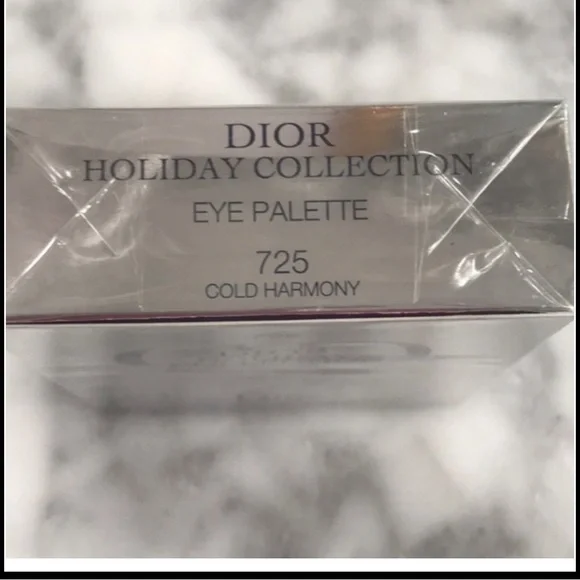 DIOR
HOLIDAY COLLECTION
EYE PALETTE
725
COLD HARMONY